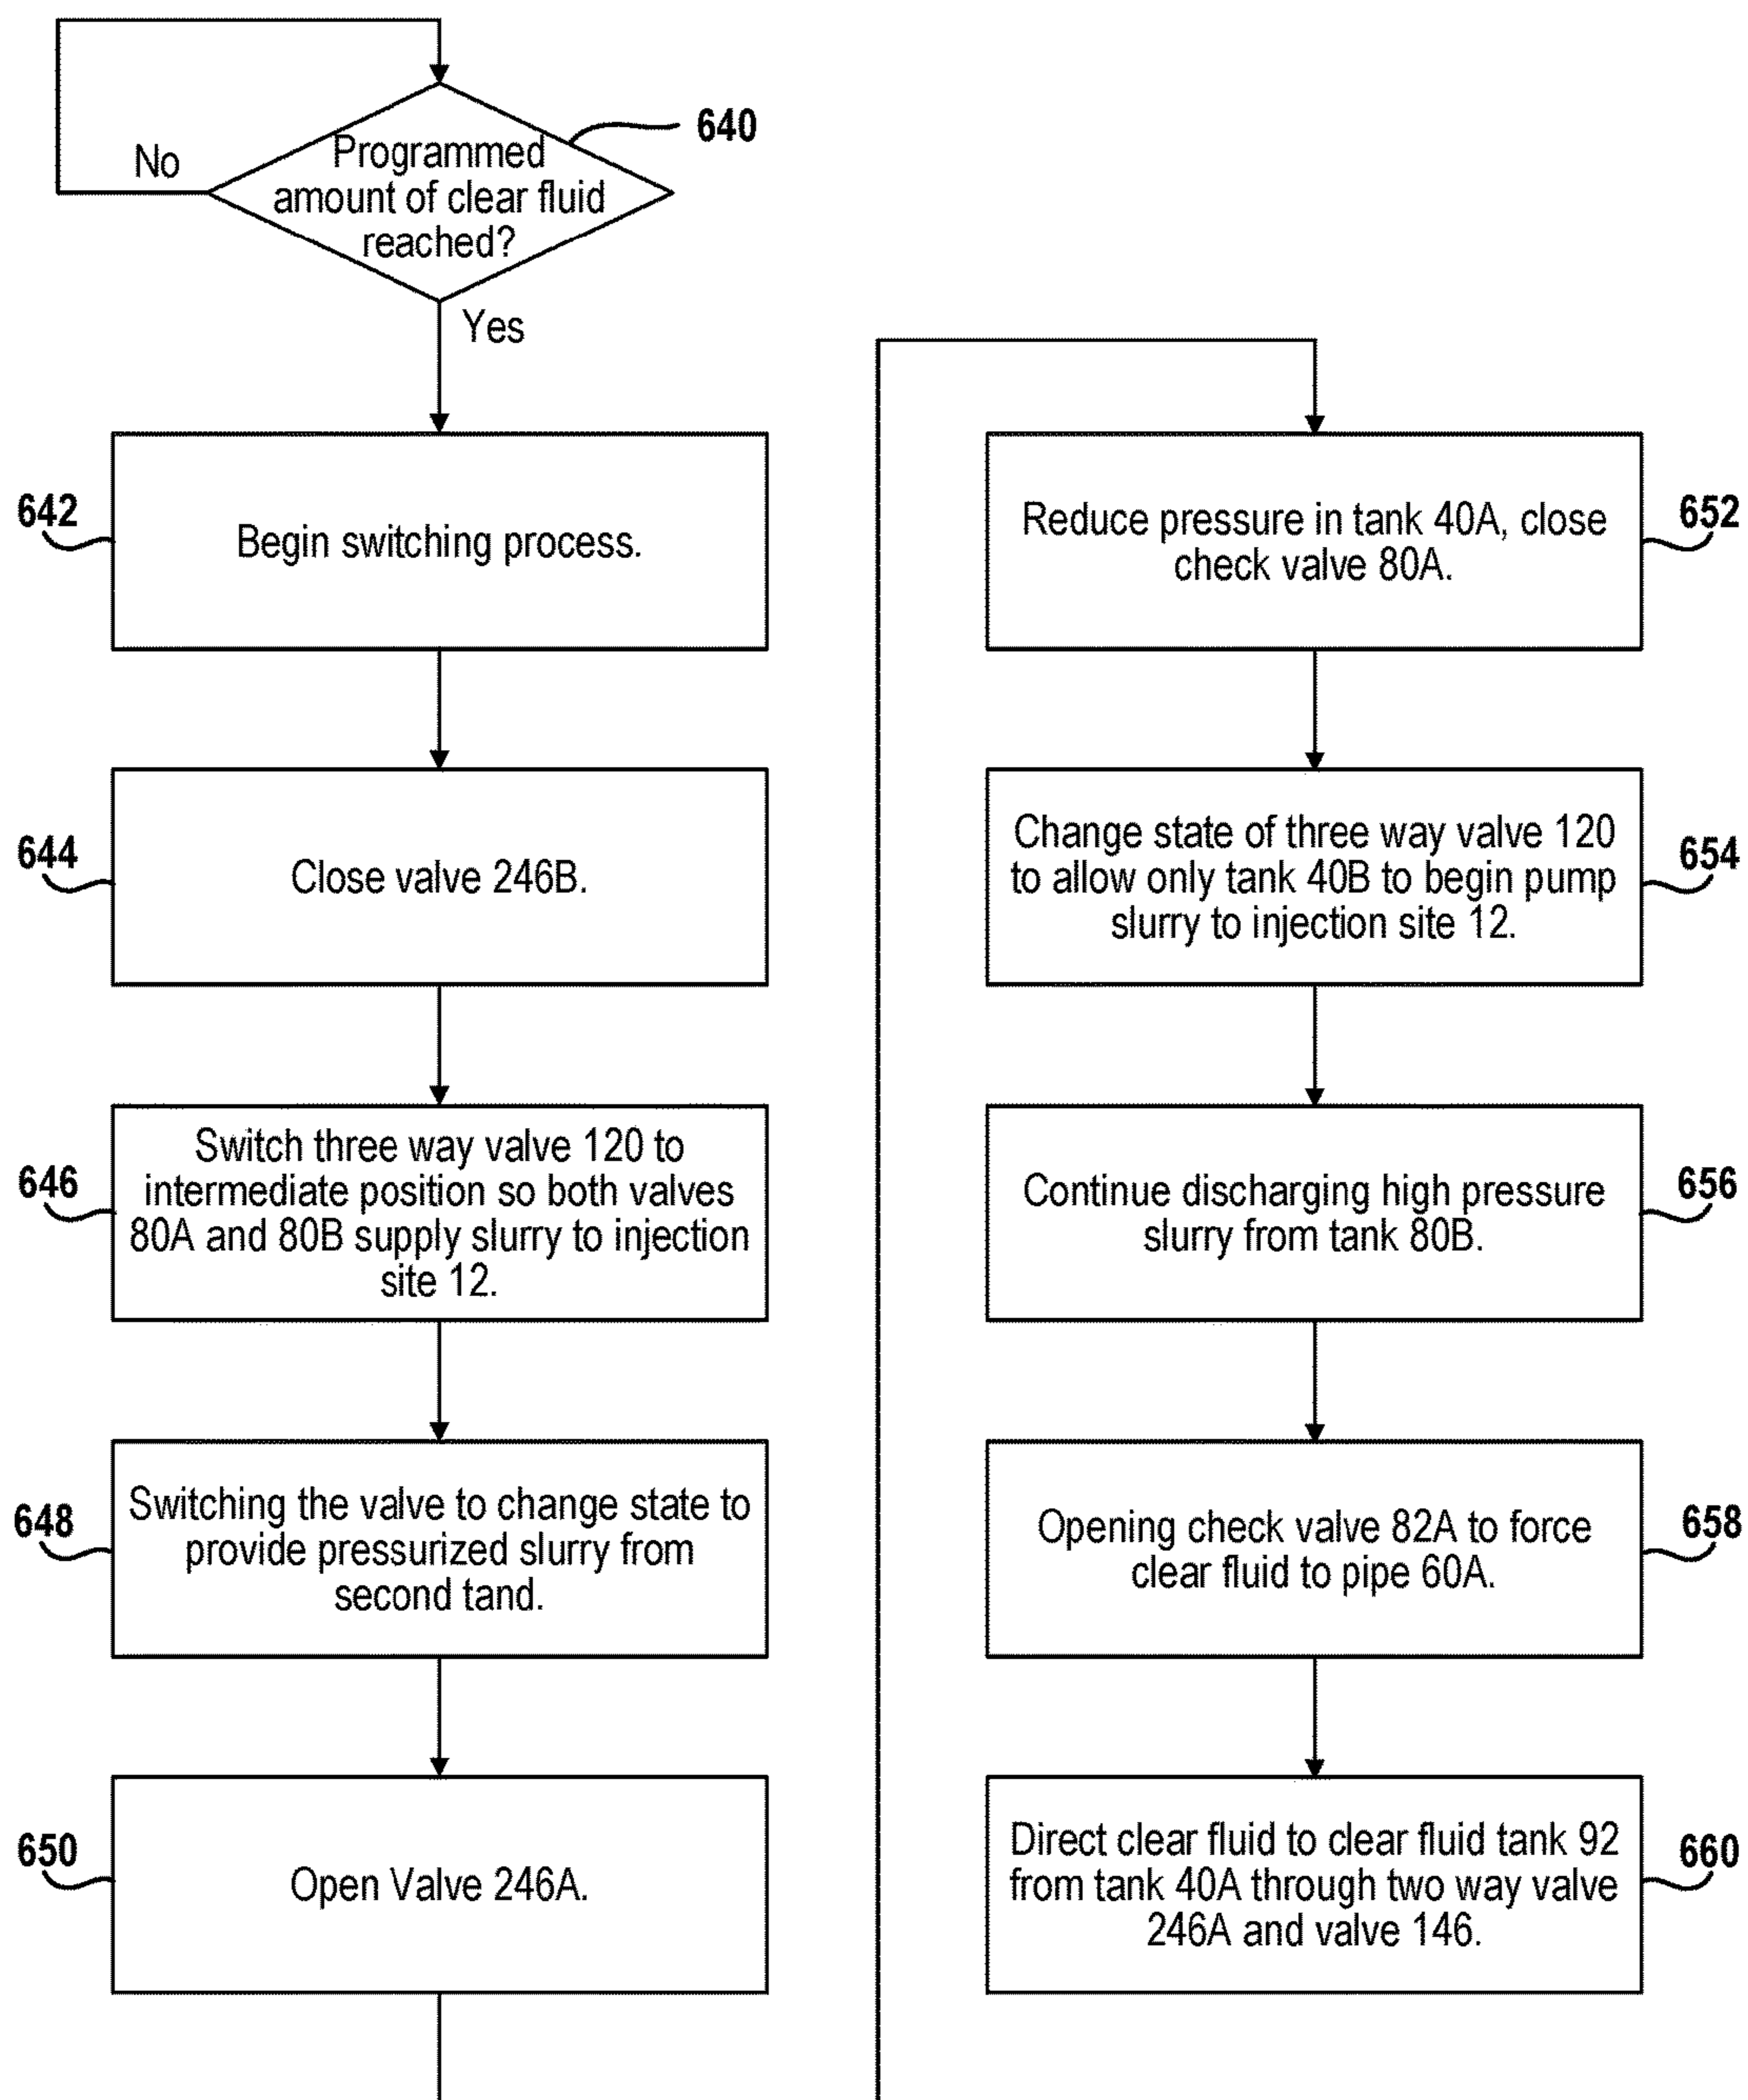 640
Programmed
amount of clear fluid
reached?
No
Yes
642
Begin switching process.
644
Close valve 246B.
646
Switch three way valve 120 to
intermediate position so both valves
80A and 80B supply slurry to injection
site 12.
648
Switching the valve to change state to
provide pressurized slurry from
second tand.
650
Open Valve 246A.
652
Reduce pressure in tank 40A, close
check valve 80A.
654
Change state of three way valve 120
to allow only tank 40B to begin pump
slurry to injection site 12.
656
Continue discharging high pressure
slurry from tank 80B.
658
Opening check valve 82A to force
clear fluid to pipe 60A.
660
Direct clear fluid to clear fluid tank 92
from tank 40A through two way valve
246A and valve 146.